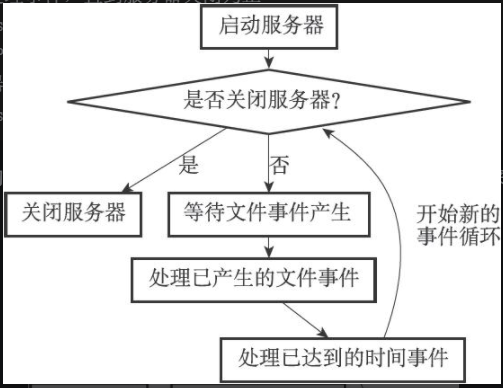 启动服务器
是否关闭服务器?
是
否
关闭服务器
等待文件事件产生
开始新的
事件循环
处理已产生的文件事件
处理已达到的时间事件